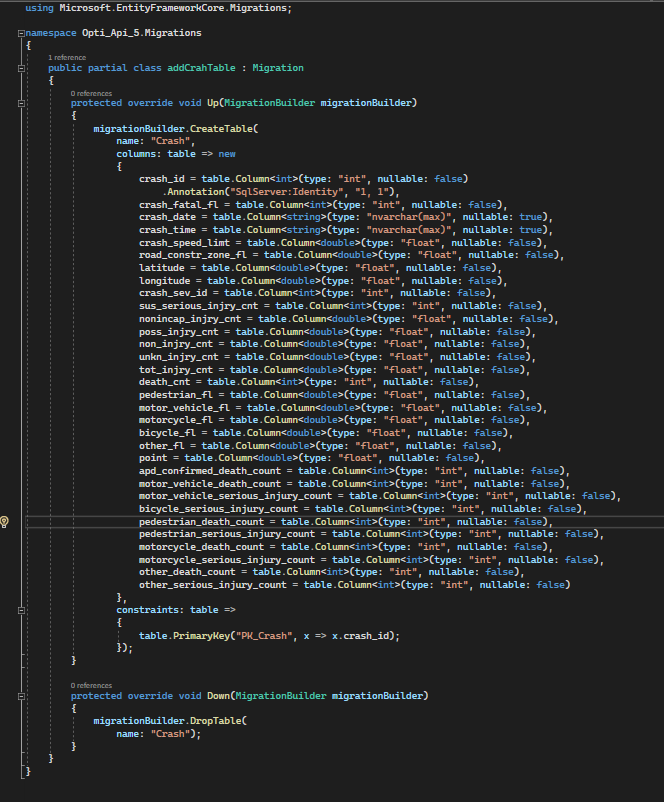 using Microsoft.EntityFrameworkCore.Migrations;
namespace Opti_Api_5.Migrations
{
1 reference
public partial class addCrahTable : Migration
{
0 references
protected override void Up(MigrationBuilder migrationBuilder)
{
migrationBuilder.CreateTable(
name: "Crash",
columns: table => new
{
crash_id = table.Column<int>(type: "int", nullable: false)
.Annotation("SqlServer:Identity", "1, 1"),
crash_fatal_fl = table.Column<int>(type: "int", nullable: false),
crash_date = table.Column<string>(type: "nvarchar(max)", nullable: true),
crash_time = table.Column<string>(type: "nvarchar(max)", nullable: true),
crash_speed_limt = table.Column<double>(type: "float", nullable: false),
road_constr_zone_fl = table.Column<double>(type: "float", nullable: false),
latitude = table.Column<double>(type: "float", nullable: false),
longitude = table.Column<double>(type: "float", nullable: false),
crash_sev_id = table.Column<int>(type: "int", nullable: false),
sus_serious_injry_cnt = table.Column<int>(type: "int", nullable: false),
nonincap_injry_cnt = table.Column<double>(type: "float", nullable: false),
poss_injry_cnt = table.Column<double>(type: "float", nullable: false),
non_injry_cnt = table.Column<double>(type: "float", nullable: false),
unkn_injry_cnt = table.Column<double>(type: "float", nullable: false),
tot_injry_cnt = table.Column<double>(type: "float", nullable: false),
death_cnt = table.Column<int>(type: "int", nullable: false),
pedestrian_fl = table.Column<double>(type: "float", nullable: false),
motor_vehicle_fl = table.Column<double>(type: "float", nullable: false),
motorcycle_fl = table.Column<double>(type: "float", nullable: false),
bicycle_fl = table.Column<double>(type: "float", nullable: false),
other_fl = table.Column<double>(type: "float", nullable: false),
point = table.Column<double>(type: "float", nullable: false),
apd_confirmed_death_count = table.Column<int>(type: "int", nullable: false),
motor_vehicle_death_count = table.Column<int>(type: "int", nullable: false),
motor_vehicle_serious_injury_count = table.Column<int>(type: "int", nullable: false),
bicycle_serious_injury_count = table.Column<int>(type: "int", nullable: false),
pedestrian_death_count = table.Column<int>(type: "int", nullable: false),
pedestrian_serious_injury_count = table.Column<int>(type: "int", nullable: false),
motorcycle_death_count = table.Column<int>(type: "int", nullable: false),
motorcycle_serious_injury_count = table.Column<int>(type: "int", nullable: false),
other_death_count = table.Column<int>(type: "int", nullable: false),
other_serious_injury_count = table.Column<int>(type: "int", nullable: false)
},
constraints: table =>
{
table.PrimaryKey("PK_Crash", x => x.crash_id);
});
}
0 references
protected override void Down(MigrationBuilder migrationBuilder)
{
migrationBuilder.DropTable(
name: "Crash");
}
}
}